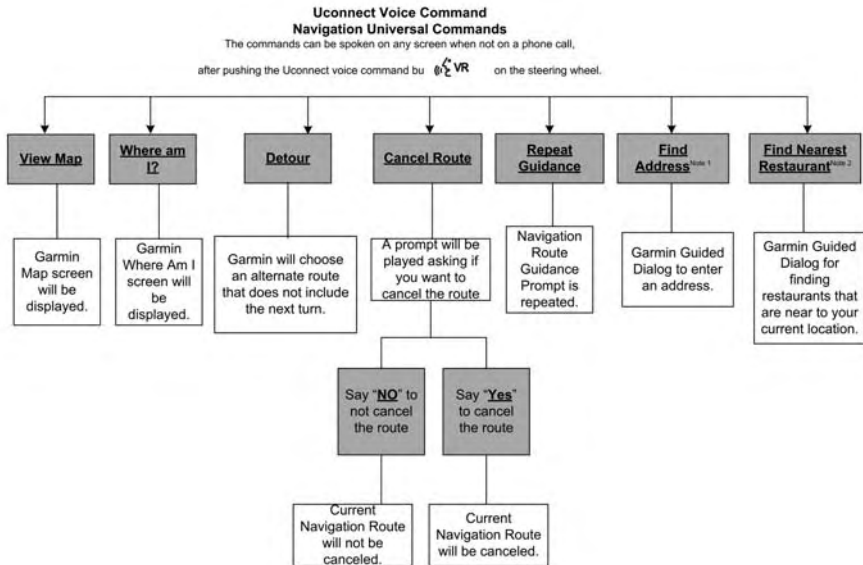 Uconnect Voice Command
Navigation Universal Commands
The commands can be spoken on any screen when not on a phone call,
after pushing the Uconnect voice command bu VR on the steering wheel.
View Map
Where am
I?
Detour
Cancel Route
Repeat
Guidance
Find
Address Note 1
Find Nearest
Restaurant Note 2
Garmin
Map screen
will be
displayed.
Garmin
Where Am I
screen will
be
displayed.
Garmin will choose
an alternate route
that does not include
the next turn.
A prompt will be
played asking if
you want to
cancel the route
Navigation
Route
Guidance
Prompt is
repeated.
Garmin Guided
Dialog to enter
an address.
Garmin Guided
Dialog for
finding
restaurants that
are near to your
current location.
Say "NO" to
not cancel
the route
Say "Yes"
to cancel
the route
Current
Navigation Route
will not be
canceled.
Current
Navigation Route
will be canceled.